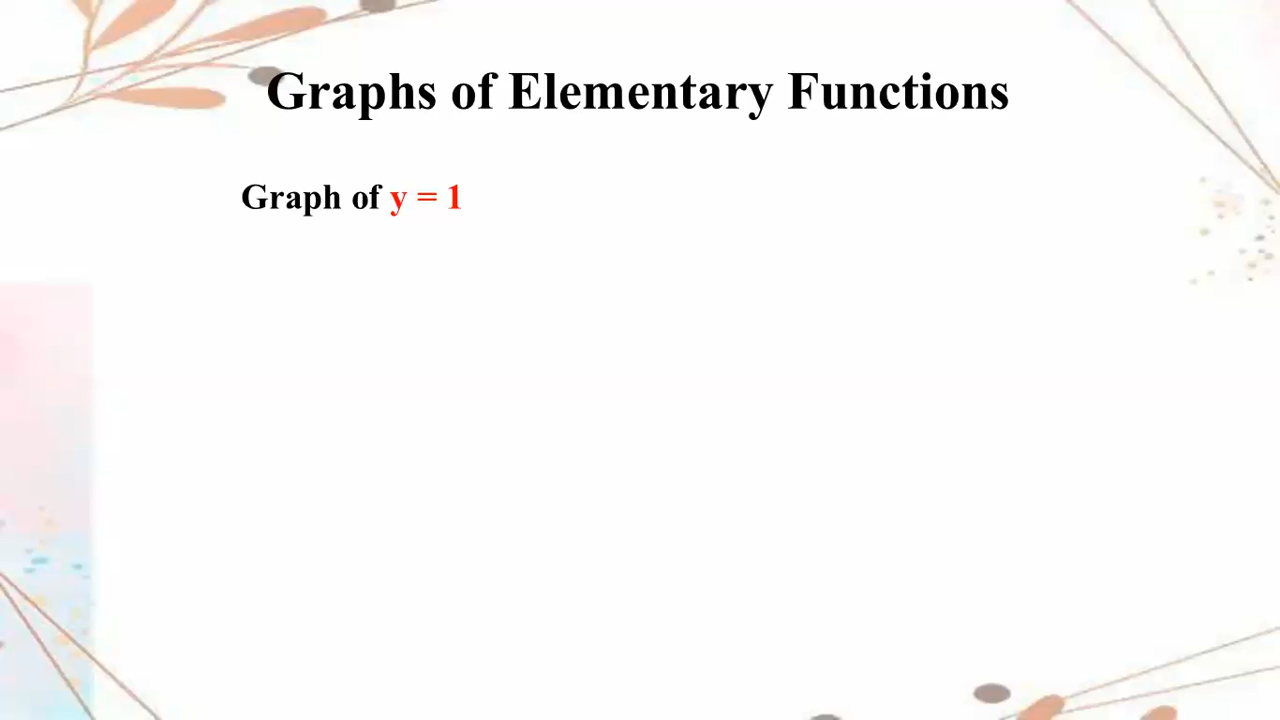 Graphs of Elementary Functions
Graph of y = 1